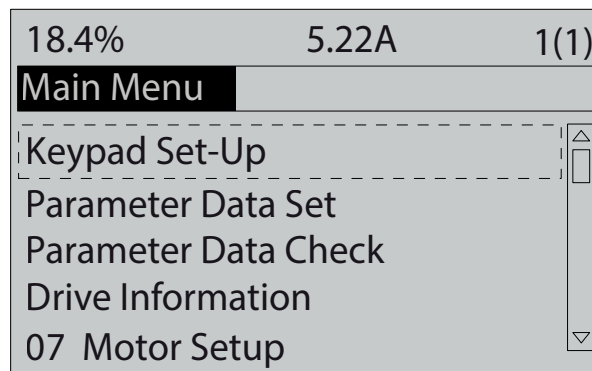 18.4% 5.22A 1(1)
Main Menu
Keypad Set-Up
Parameter Data Set
Parameter Data Check
Drive Information
07 Motor Setup